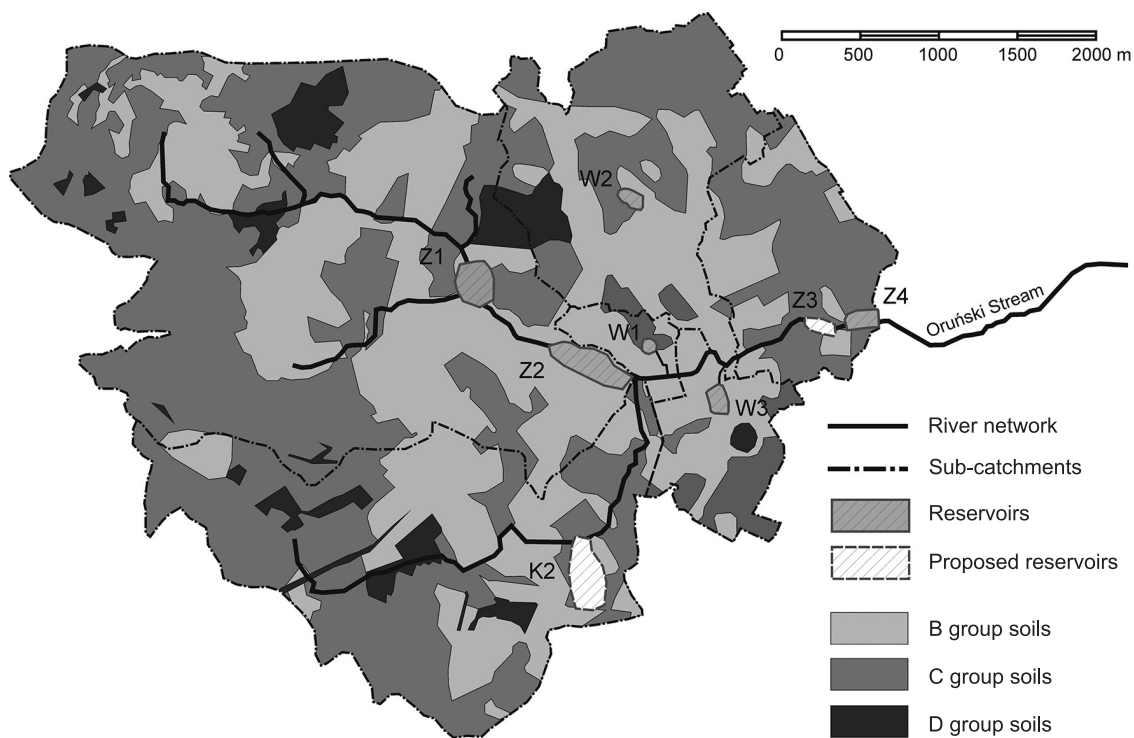 0 500 1000 1500 2000 m
W2
Z1
Z3
Z4
Oruński Stream
W1
Z2
W3
K2
River network
Sub-catchments
Reservoirs
Proposed reservoirs
B group soils
C group soils
D group soils